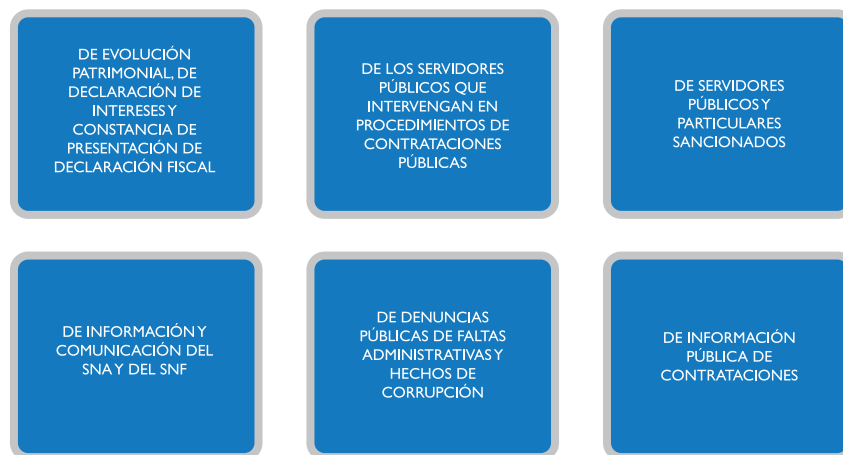 DE EVOLUCIÓN
PATRIMONIAL, DE
DECLARACIÓN DE
INTERESES Y
CONSTANCIA DE
PRESENTACIÓN DE
DECLARACIÓN FISCAL
DE LOS SERVIDORES
PÚBLICOS QUE
INTERVENGAN EN
PROCEDIMIENTOS DE
CONTRATACIONES
PÚBLICAS
DE SERVIDORES
PÚBLICOS Y
PARTICULARES
SANCIONADOS
DE INFORMACIÓN Y
COMUNICACIÓN DEL
SNA Y DEL SNF
DE DENUNCIAS
PÚBLICAS DE FALTAS
ADMINISTRATIVAS Y
HECHOS DE
CORRUPCIÓN
DE INFORMACIÓN
PÚBLICA DE
CONTRATACIONES